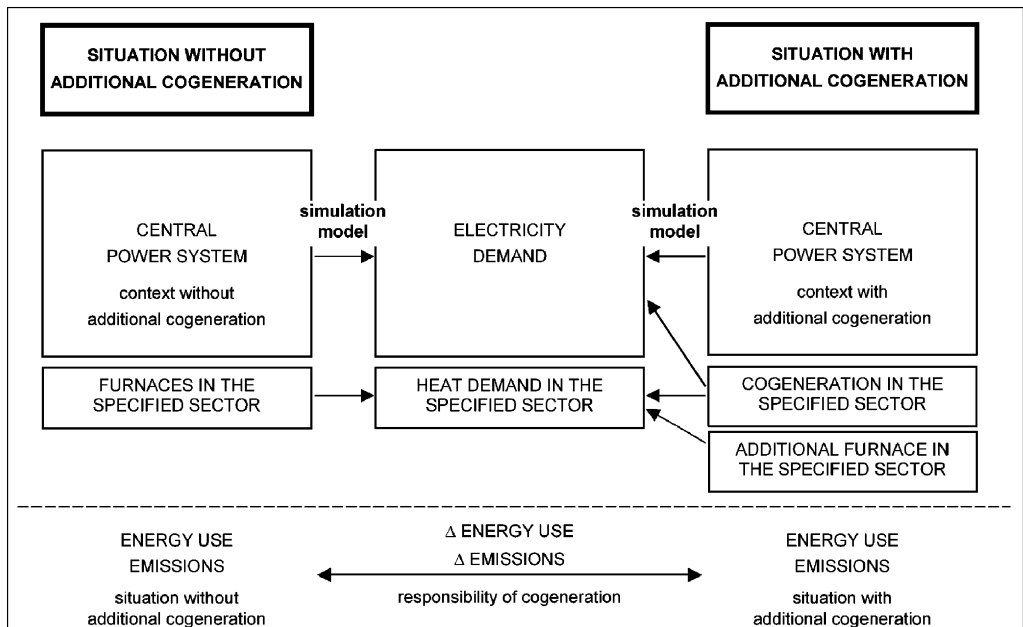 SITUATION WITHOUT
ADDITIONAL COGENERATION
SITUATION WITH
ADDITIONAL COGENERATION
CENTRAL
POWER SYSTEM
context without
additional cogeneration
simulation
model
ELECTRICITY
DEMAND
simulation
model
CENTRAL
POWER SYSTEM
context with
additional cogeneration
FURNACES IN THE
SPECIFIED SECTOR
HEAT DEMAND IN THE
SPECIFIED SECTOR
COGENERATION IN THE
SPECIFIED SECTOR
ADDITIONAL FURNACE IN
THE SPECIFIED SECTOR
ENERGY USE
EMISSIONS
situation without
additional cogeneration
Δ ENERGY USE
Δ EMISSIONS
responsibility of cogeneration
ENERGY USE
EMISSIONS
situation with
additional cogeneration